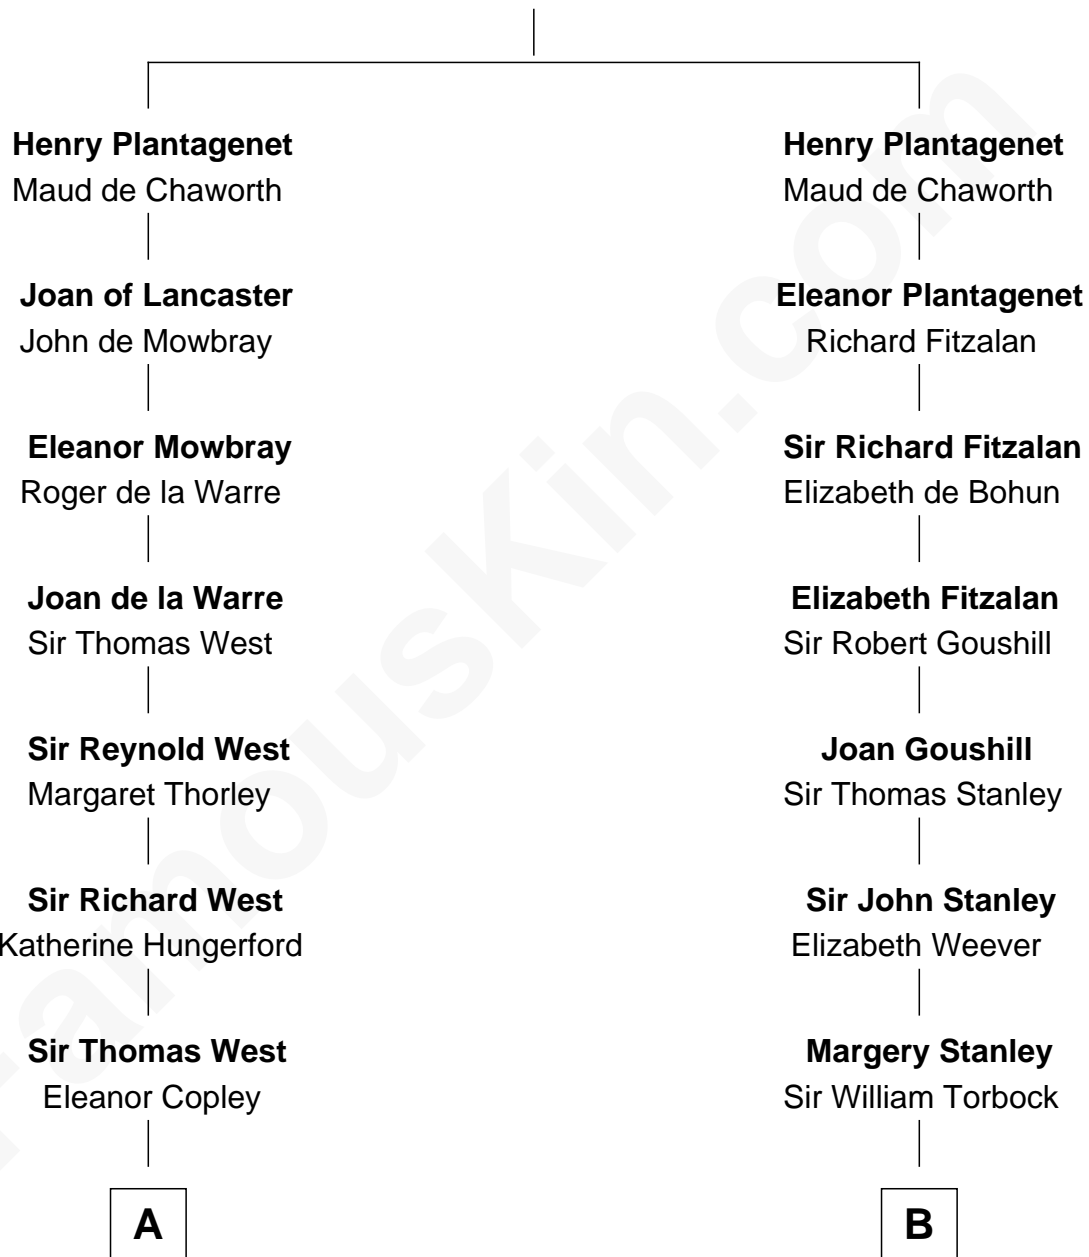 Henry Plantagenet
Maud de Chaworth
Joan of Lancaster
John de Mowbray
Eleanor Mowbray
Roger de la Warre
Joan de la Warre
Sir Thomas West
Sir Reynold West
Margaret Thorley
Sir Richard West
Katherine Hungerford
Sir Thomas West
Eleanor Copley
A
Henry Plantagenet
Maud de Chaworth
Eleanor Plantagenet
Richard Fitzalan
Sir Richard Fitzalan
Elizabeth de Bohun
Elizabeth Fitzalan
Sir Robert Goushill
Joan Goushill
Sir Thomas Stanley
Sir John Stanley
Elizabeth Weever
Margery Stanley
Sir William Torbock
B
FamousKin.com